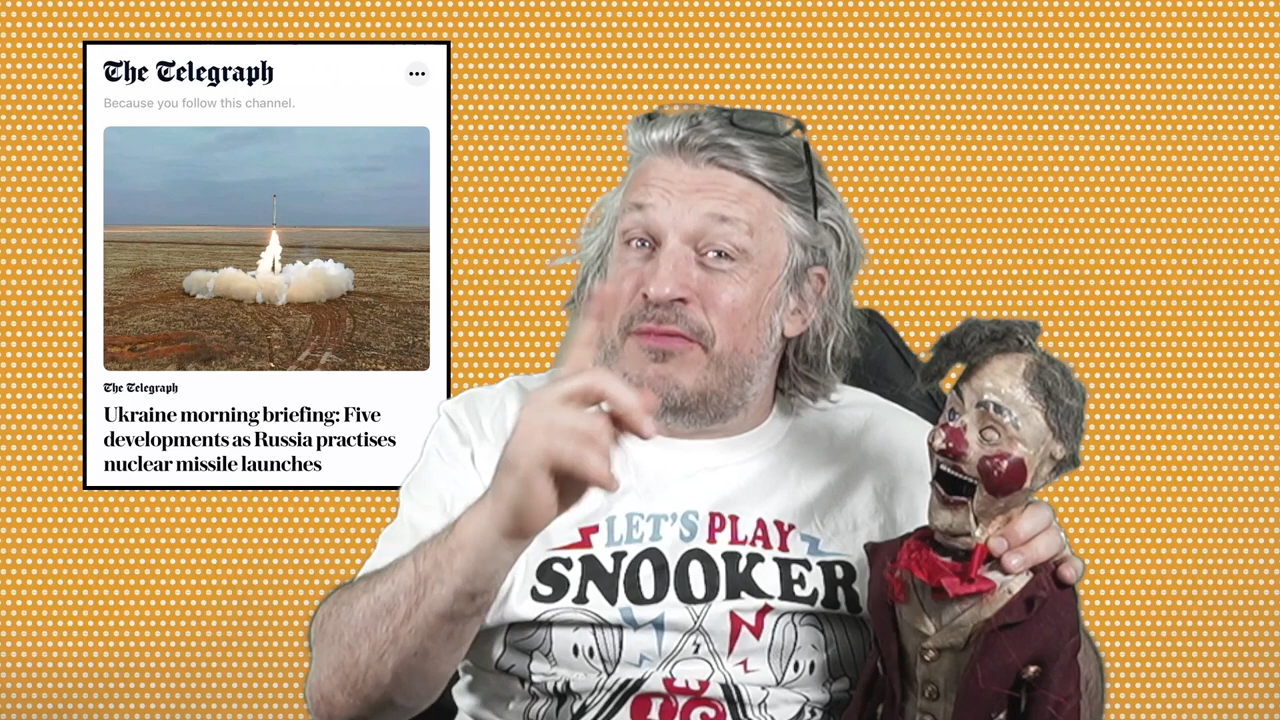 The Telegraph
Because you follow this channel.
The Telegraph
Ukraine morning briefing: Five
developments as Russia practises
nuclear missile launches
LET'S PLAY
SNOOKER